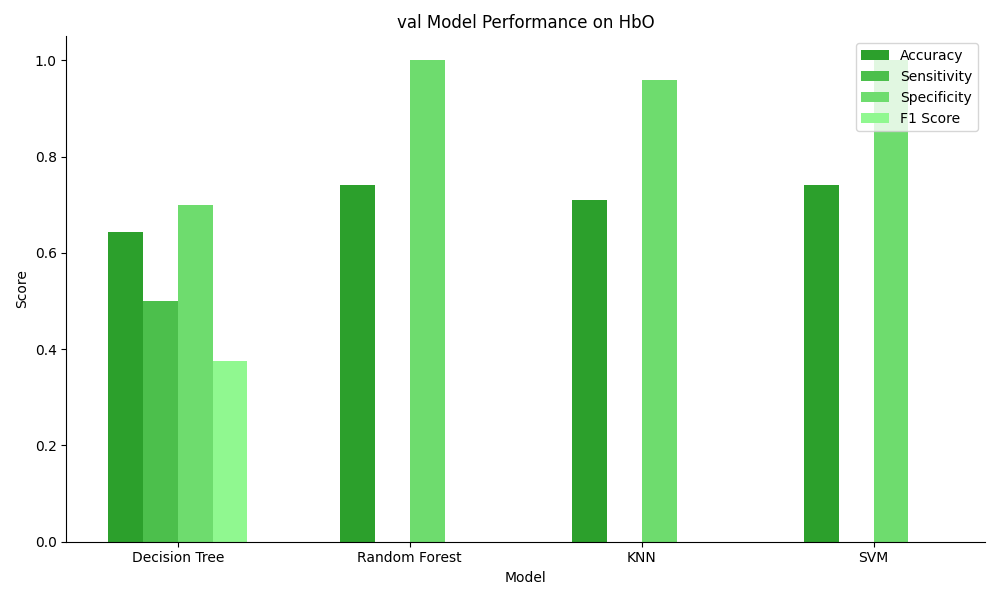 val Model Performance on HbO
Accuracy
Sensitivity
Specificity
F1 Score
1.0
0.8
0.6
0.4
0.2
0.0
Score
Decision Tree
Random Forest
KNN
SVM
Model